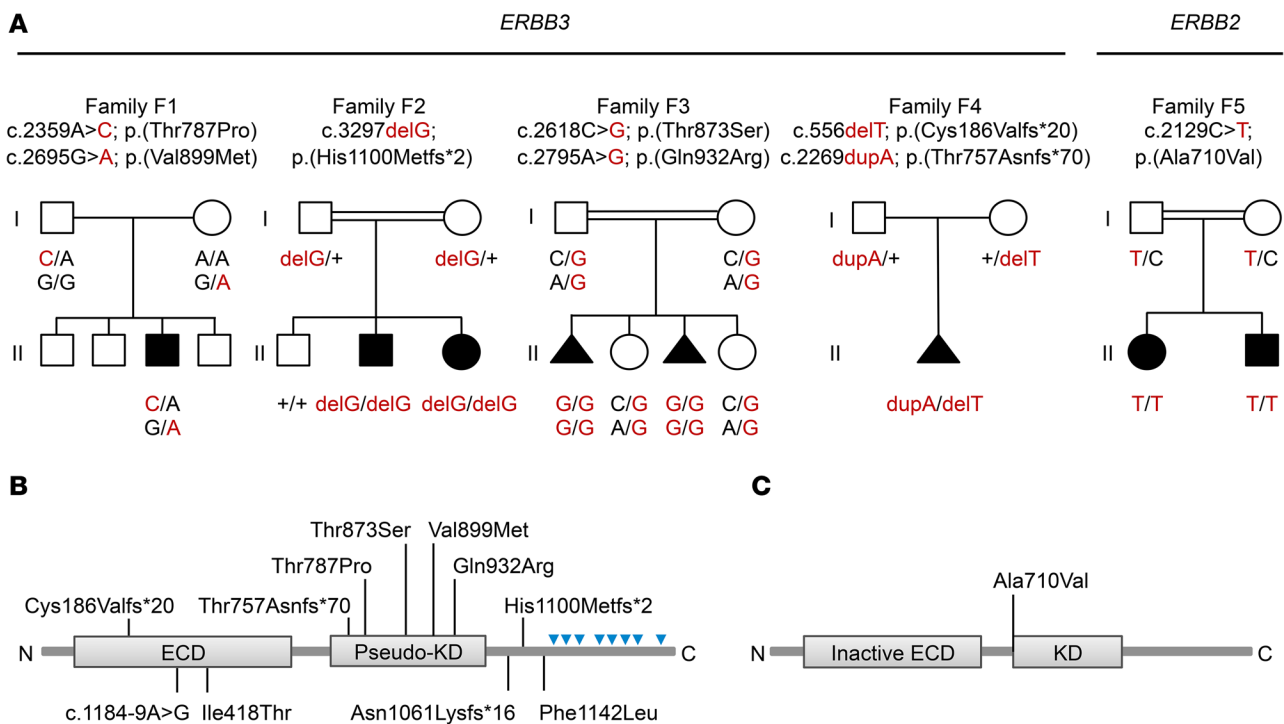 A
ERBB3 ERBB2
Family F1 Family F2 Family F3 Family F4 Family F5
c.2359A>C; p.(Thr787Pro) c.3297delG; c.2618C>G; p.(Thr873Ser) c.556delT; p.(Cys186Valfs*20) c.2129C>T;
c.2695G>A; p.(Val899Met) p.(His1100Metfs*2) c.2795A>G; p.(Gln932Arg) c.2269dupA; p.(Thr757Asnfs*70) p.(Ala710Val)
I I I I I
C/A A/A delG/+ delG/+ C/G C/G dupA/+ +/delT T/C T/C
G/G G/A A/G A/G
II II II II II
C/A +/+ delG/delG delG/delG G/G C/G G/G C/G dupA/delT T/T T/T
G/A G/G A/G G/G A/G
B C
Thr873Ser Val899Met
Thr787Pro Gln932Arg Ala710Val
Cys186Valfs*20 Thr757Asnfs*70 His1100Metfs*2
N ECD Pseudo-KD C N Inactive ECD KD C
c.1184-9A>G Ile418Thr Asn1061Lysfs*16 Phe1142Leu